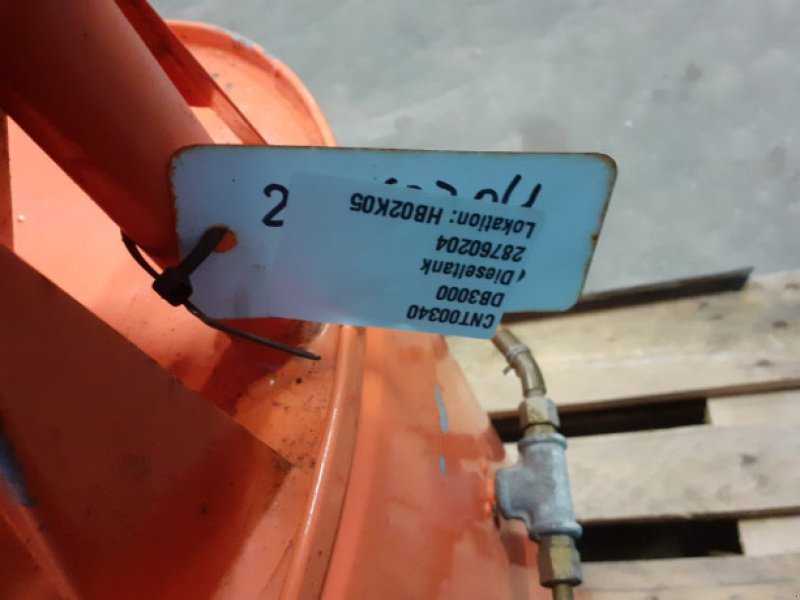 CNT00340
DB3000
Dieseltank
28760204
Lokation: HB02K05
2